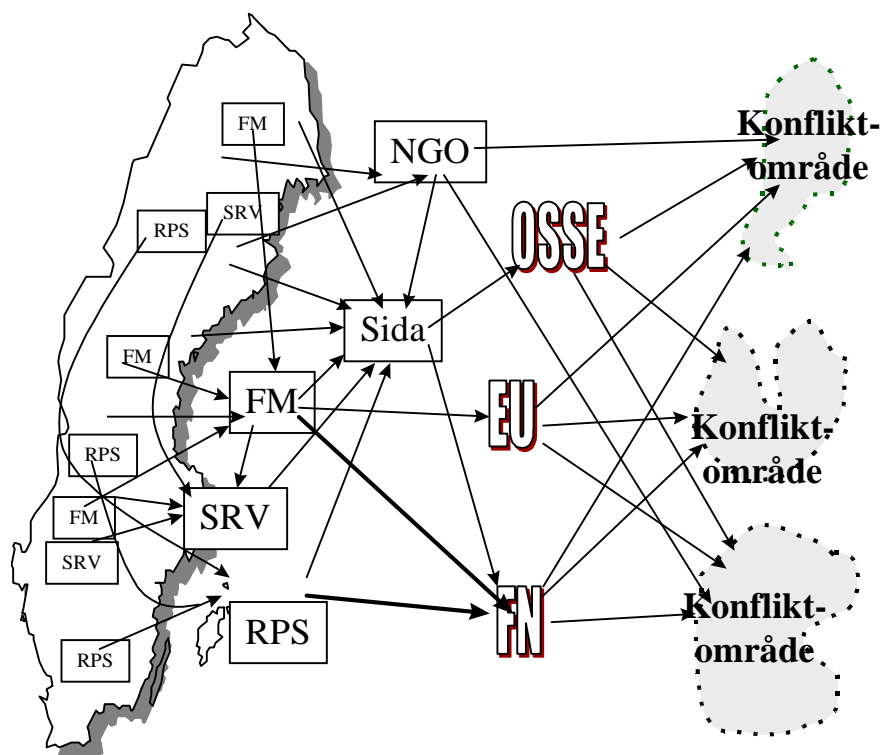 FM
NGO
Konflikt-
område
SRV
RPS
OSSE
Sida
FM
FM
EU
Konflikt-
område
RPS
FM
SRV
SRV
FN
Konflikt-
område
RPS
RPS